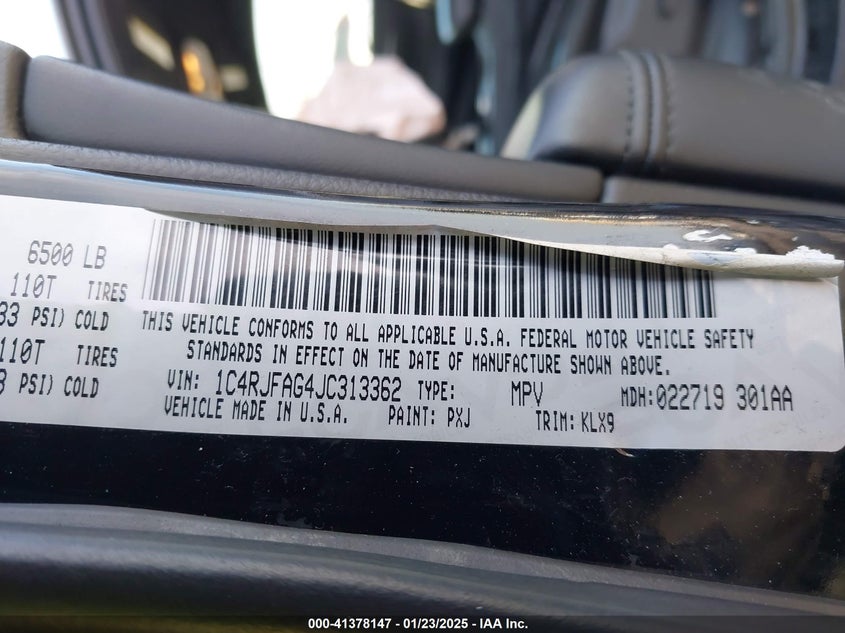 6500 LB
110T TIRES
33 PSI) COLD
110T TIRES
PSI) COLD
THIS VEHICLE CONFORMS TO ALL APPLICABLE U.S.A. FEDERAL MOTOR VEHICLE SAFETY
STANDARDS IN EFFECT ON THE DATE OF MANUFACTURE SHOWN ABOVE.
VIN: 1C4RJFAG4JC313362 TYPE: MPV MDH:022719 301AA
VEHICLE MADE IN U.S.A. PAINT: PXJ TRIM: KLX9
000-41378147 / 01/23/2025 - © IAA, Inc.